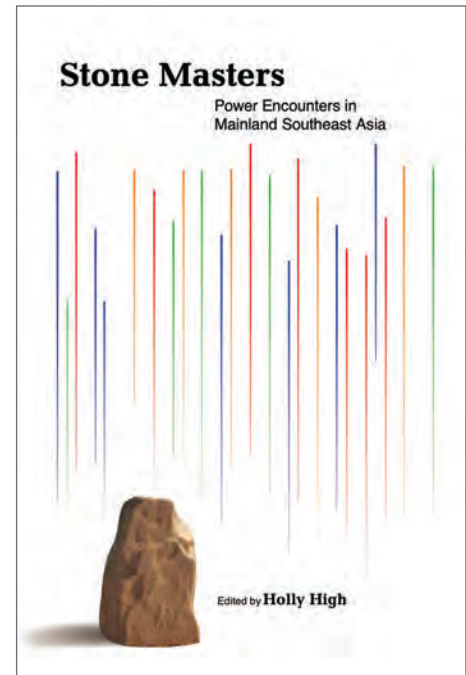 Stone Masters
Power Encounters in
Mainland Southeast Asia
Edited by Holly High